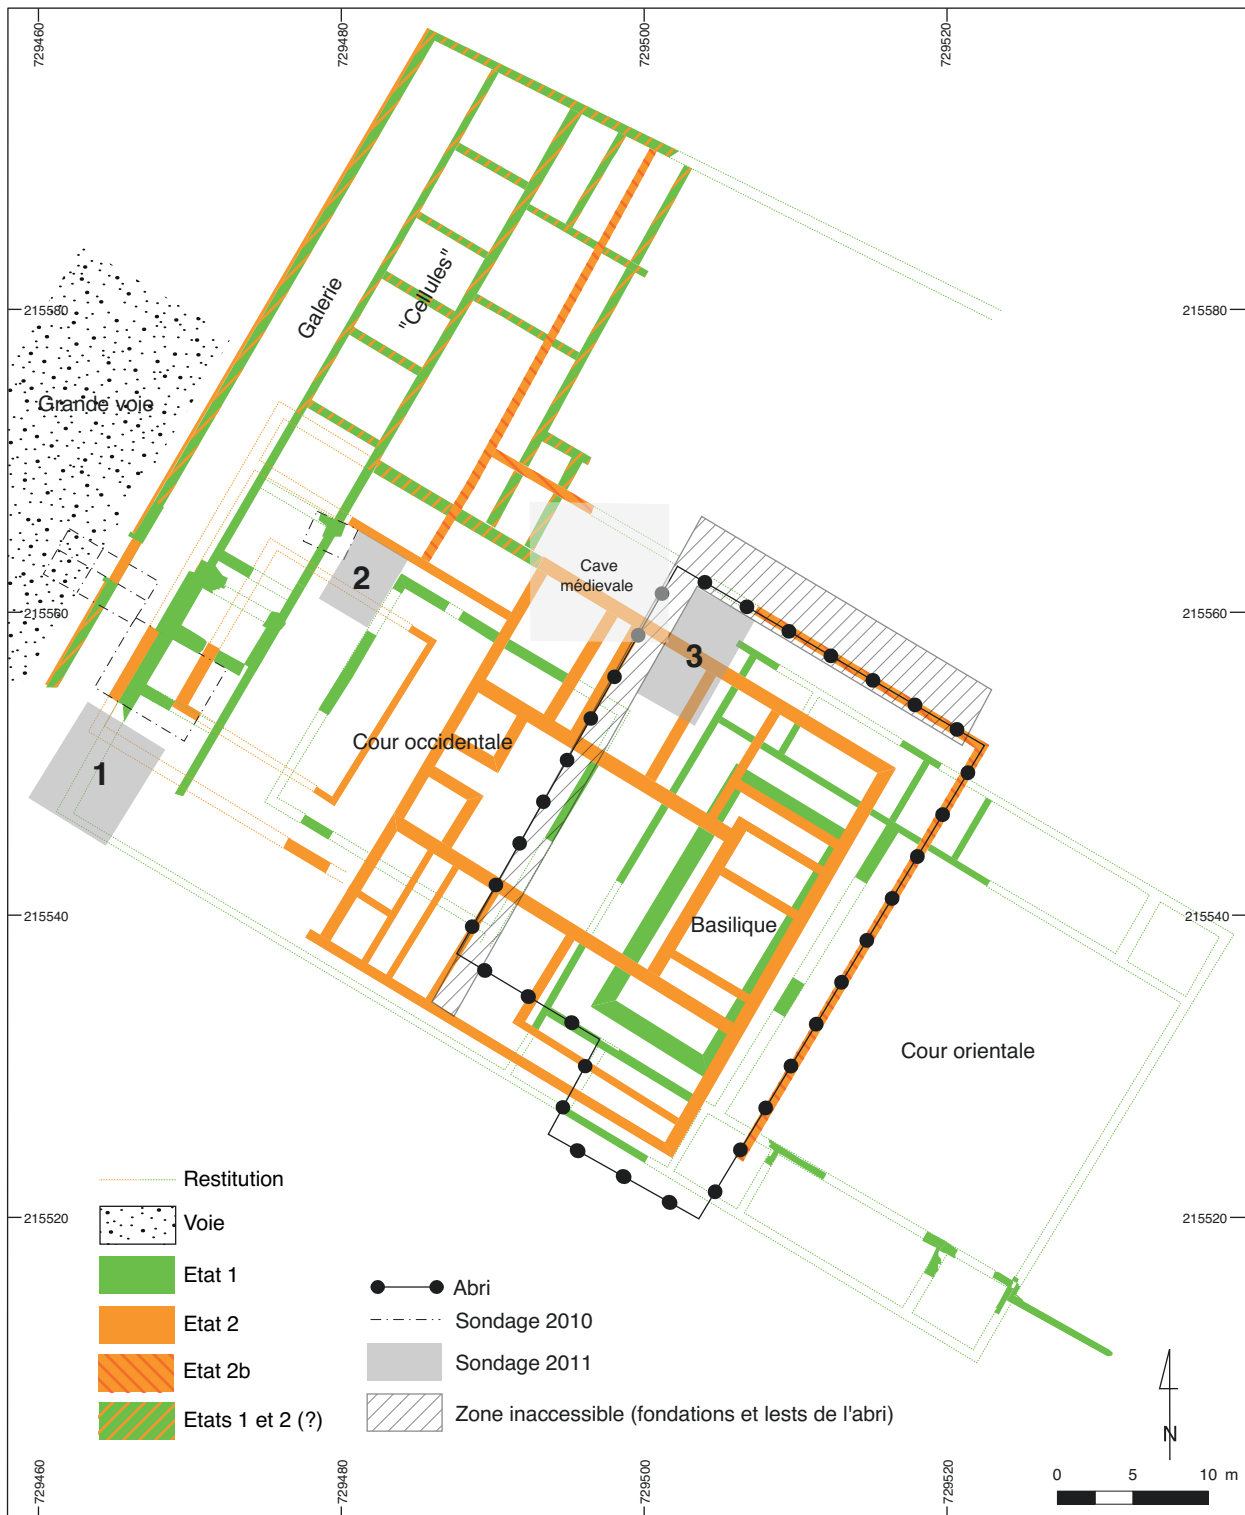 729460
729480
729500
729520
215580
215580
Galerie
"Cellules"
Grande voie
2
Cave
médievale
215560
215560
3
1
Cour occidentale
215540
215540
Basilique
Cour orientale
Restitution
Voie
215520
215520
Etat 1
Etat 2
Etat 2b
Etats 1 et 2 (?)
Abri
Sondage 2010
Sondage 2011
Zone inaccessible (fondations et lests de l'abri)
N
0 5 10 m
729460
729480
729500
729520